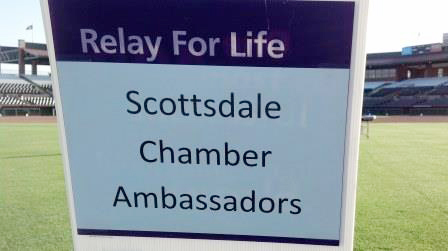 Relay For Life
Scottsdale
Chamber
Ambassadors